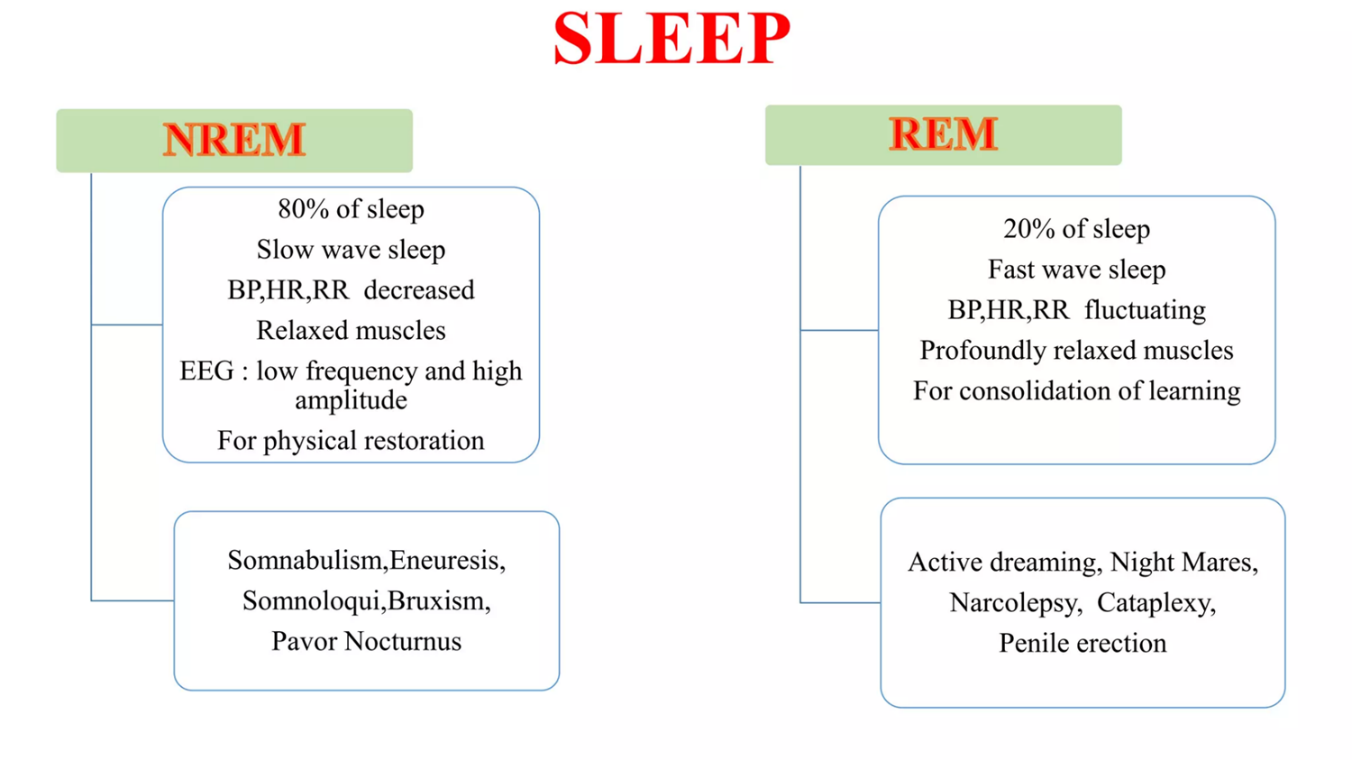 SLEEP
NREM
80% of sleep
Slow wave sleep
BP,HR,RR decreased
Relaxed muscles
EEG : low frequency and high
amplitude
For physical restoration
Somnabulism,Eneuresis,
Somnoloqui,Bruxism,
Pavor Nocturnus
REM
20% of sleep
Fast wave sleep
BP,HR,RR fluctuating
Profoundly relaxed muscles
For consolidation of learning
Active dreaming, Night Mares,
Narcolepsy, Cataplexy,
Penile erection